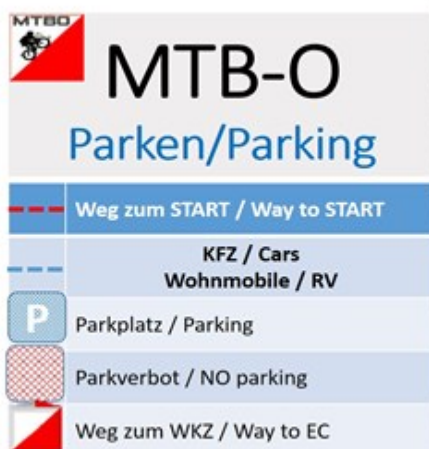 MTBO
MTB-O
Parken/Parking
Weg zum START / Way to START
KFZ / Cars
Wohnmobile / RV
P
Parkplatz / Parking
Parkverbot / NO parking
Weg zum WKZ / Way to EC